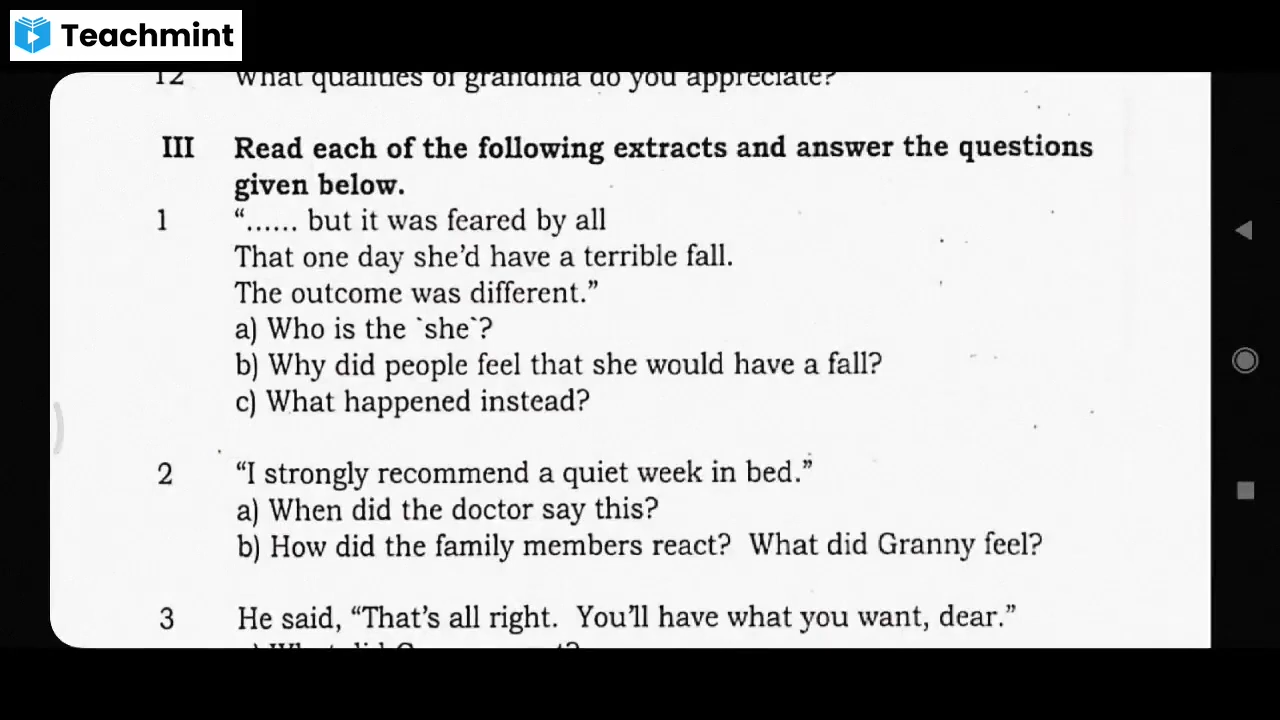 Teachmint
12 What qualities of grandma do you appreciate?
III Read each of the following extracts and answer the questions
given below.
1 “...... but it was feared by all
That one day she’d have a terrible fall.
The outcome was different.”
a) Who is the `she`?
b) Why did people feel that she would have a fall?
c) What happened instead?
2 “I strongly recommend a quiet week in bed.”
a) When did the doctor say this?
b) How did the family members react? What did Granny feel?
3 He said, “That’s all right. You’ll have what you want, dear.”